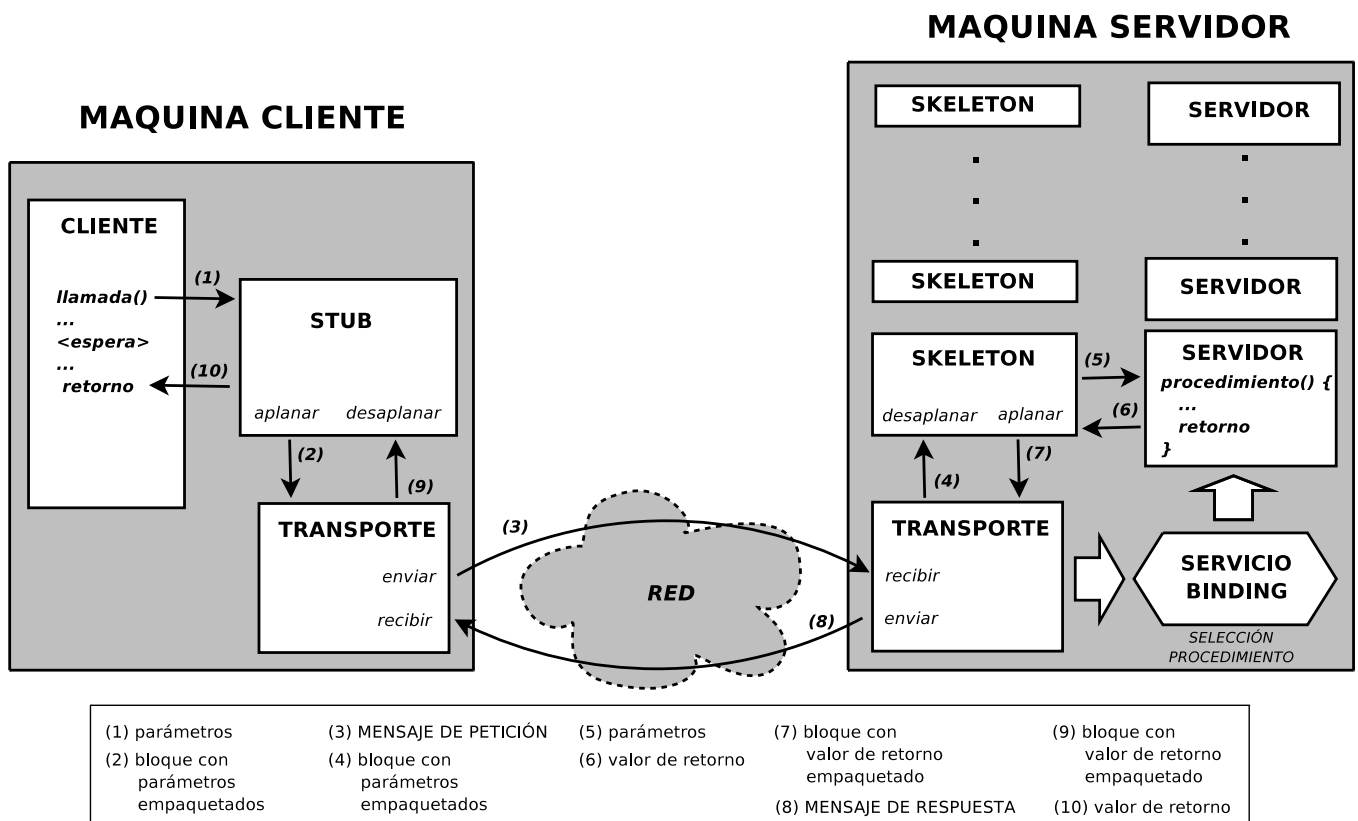 MAQUINA SERVIDOR
MAQUINA CLIENTE
CLIENTE
llamada()
...
<espera>
...
retorno
(1)
(10)
STUB
aplanar desaplanar
(2)
(9)
TRANSPORTE
enviar
recibir
(3)
RED
(8)
SKELETON
SERVIDOR
SKELETON
SERVIDOR
SKELETON
desaplanar aplanar
(5)
(6)
SERVIDOR
procedimiento() {
...
retorno
}
(4)
(7)
TRANSPORTE
recibir
enviar
SERVICIO
BINDING
SELECCIÓN
PROCEDIMIENTO
(1) parámetros
(2) bloque con
parámetros
empaquetados
(3) MENSAJE DE PETICIÓN
(4) bloque con
parámetros
empaquetados
(5) parámetros
(6) valor de retorno
(7) bloque con
valor de retorno
empaquetado
(8) MENSAJE DE RESPUESTA
(9) bloque con
valor de retorno
empaquetado
(10) valor de retorno